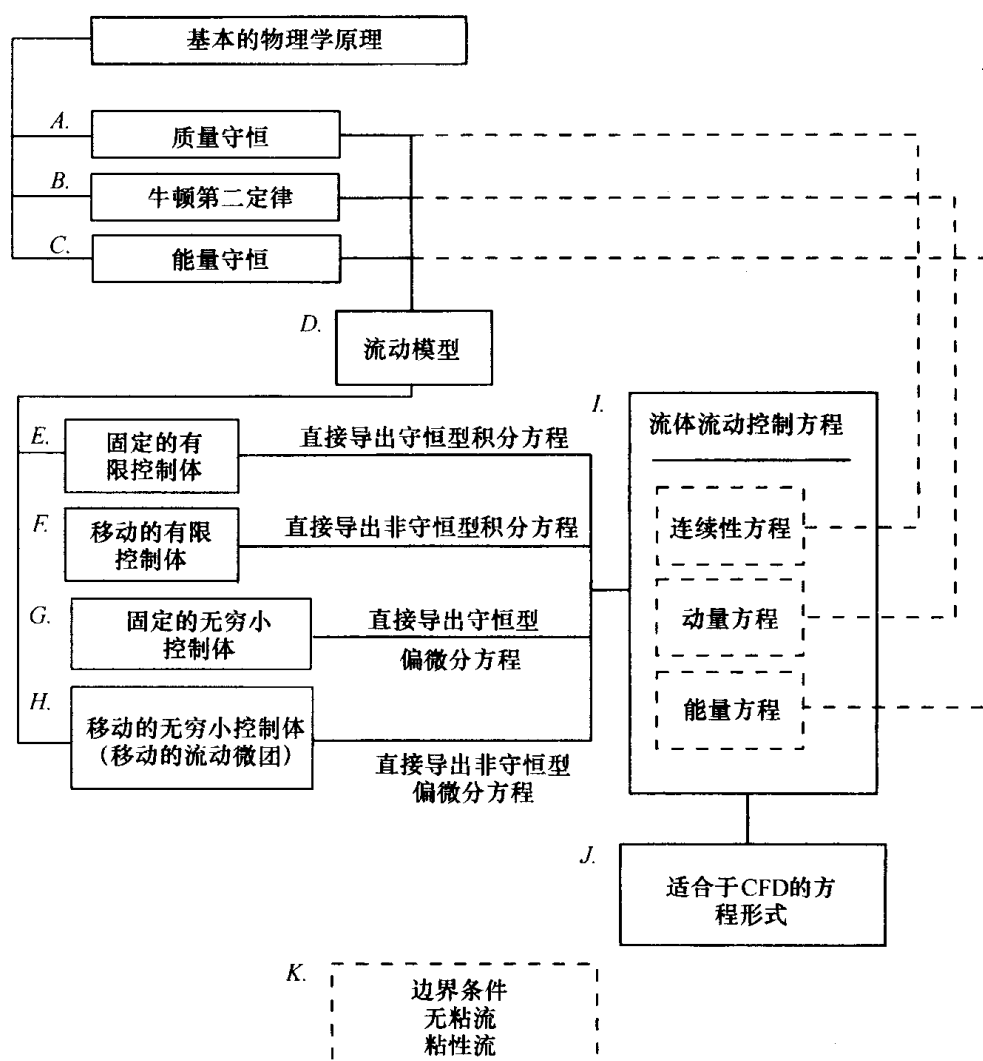 基本的物理学原理
A.
质量守恒
B.
牛顿第二定律
C.
能量守恒
D.
流动模型
E.
固定的有
限控制体
直接导出守恒型积分方程
F.
移动的有限
控制体
直接导出非守恒型积分方程
G.
固定的无穷小
控制体
直接导出守恒型
偏微分方程
H.
移动的无穷小控制体
(移动的流动微团)
直接导出非守恒型
偏微分方程
I.
流体流动控制方程
连续性方程
动量方程
能量方程
J.
适合于CFD的方
程形式
K.
边界条件
无粘流
粘性流